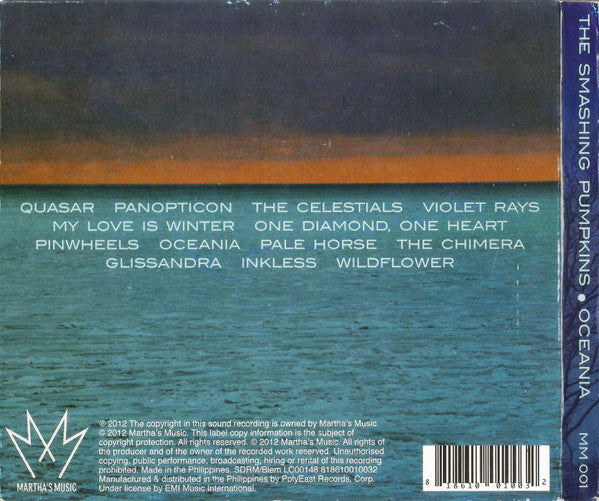 QUASAR PANOPTICON THE CELESTIALS VIOLET RAYS
MY LOVE IS WINTER ONE DIAMOND, ONE HEART
PINWHEELS OCEANIA PALE HORSE THE CHIMERA
GLISSANDRA INKLESS WILDFLOWER
THE SMASHING PUMPKINS • OCEANIA MM 001
MARTHA'S MUSIC
℗ 2012 The copyright in this sound recording is owned by Martha's Music.
© 2012 Martha's Music. This label copy information is the subject of
copyright protection. All rights reserved. © 2012 Martha's Music. All rights of
the producer and of the owner of the recorded work reserved. Unauthorised
copying, public performance, broadcasting, hiring or rental of this recording
prohibited. Made in the Philippines. SDRM/Biem LC00148 818610010032
Manufactured & distributed in the Philippines by PolyEast Records, Corp.
Under license by EMI Music International.
8 18610 01003 2